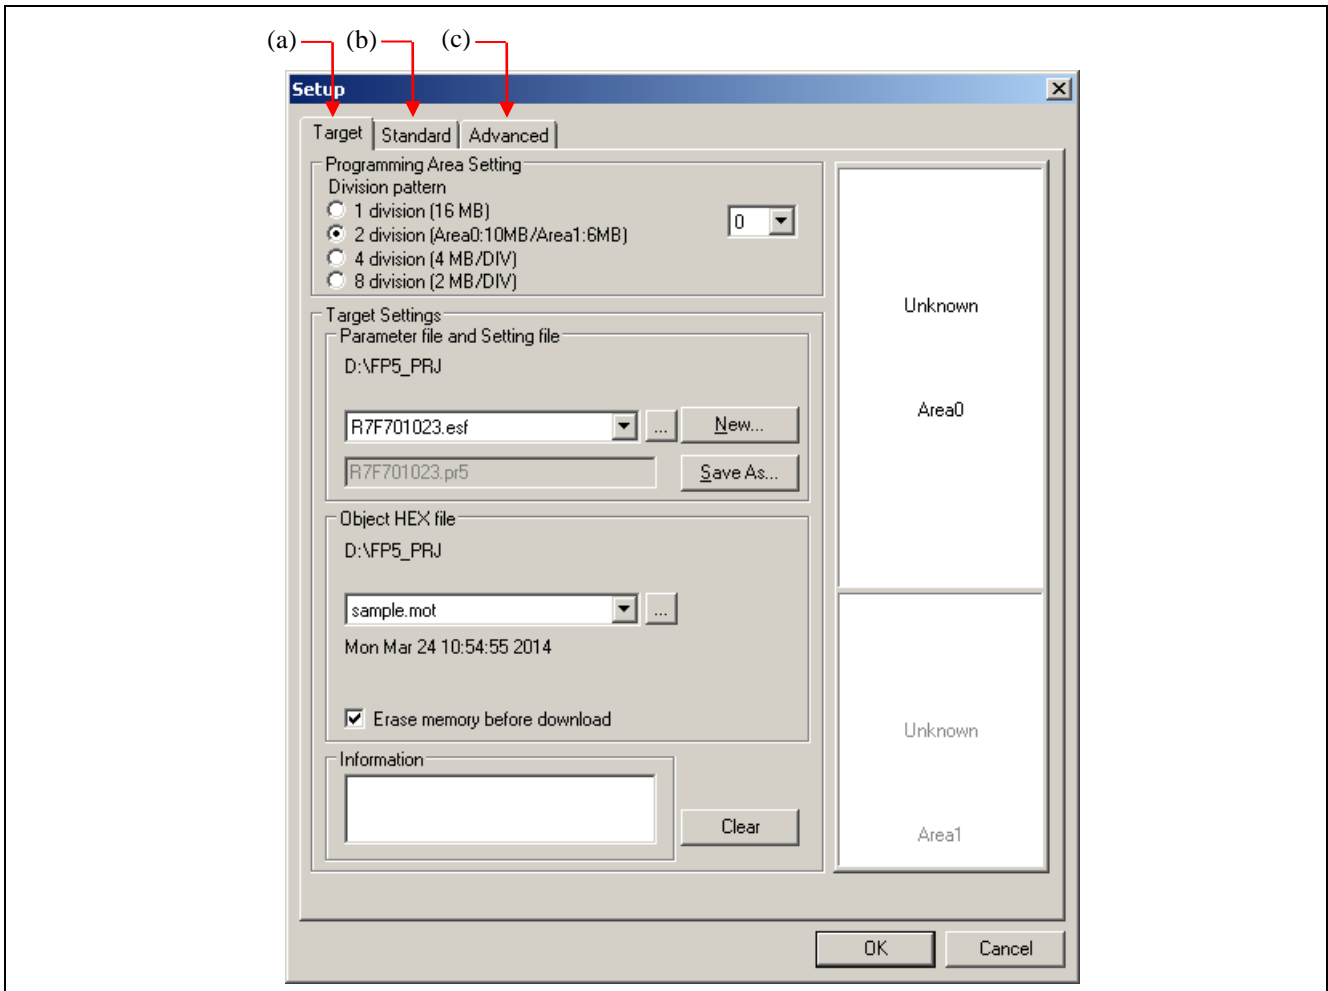 (a) (b) (c)
Setup
Target Standard Advanced
Programming Area Setting
Division pattern
1 division (16 MB)
0
2 division (Area0:10MB/Area1:6MB)
4 division (4 MB/DIV)
8 division (2 MB/DIV)
Target Settings
Parameter file and Setting file
D:\FP5_PRJ
R7F701023.esf
...
New...
R7F701023.pr5
Save As...
Object HEX file
D:\FP5_PRJ
sample.mot
...
Mon Mar 24 10:54:55 2014
Erase memory before download
Information
Clear
Unknown
Area0
Unknown
Area1
OK
Cancel